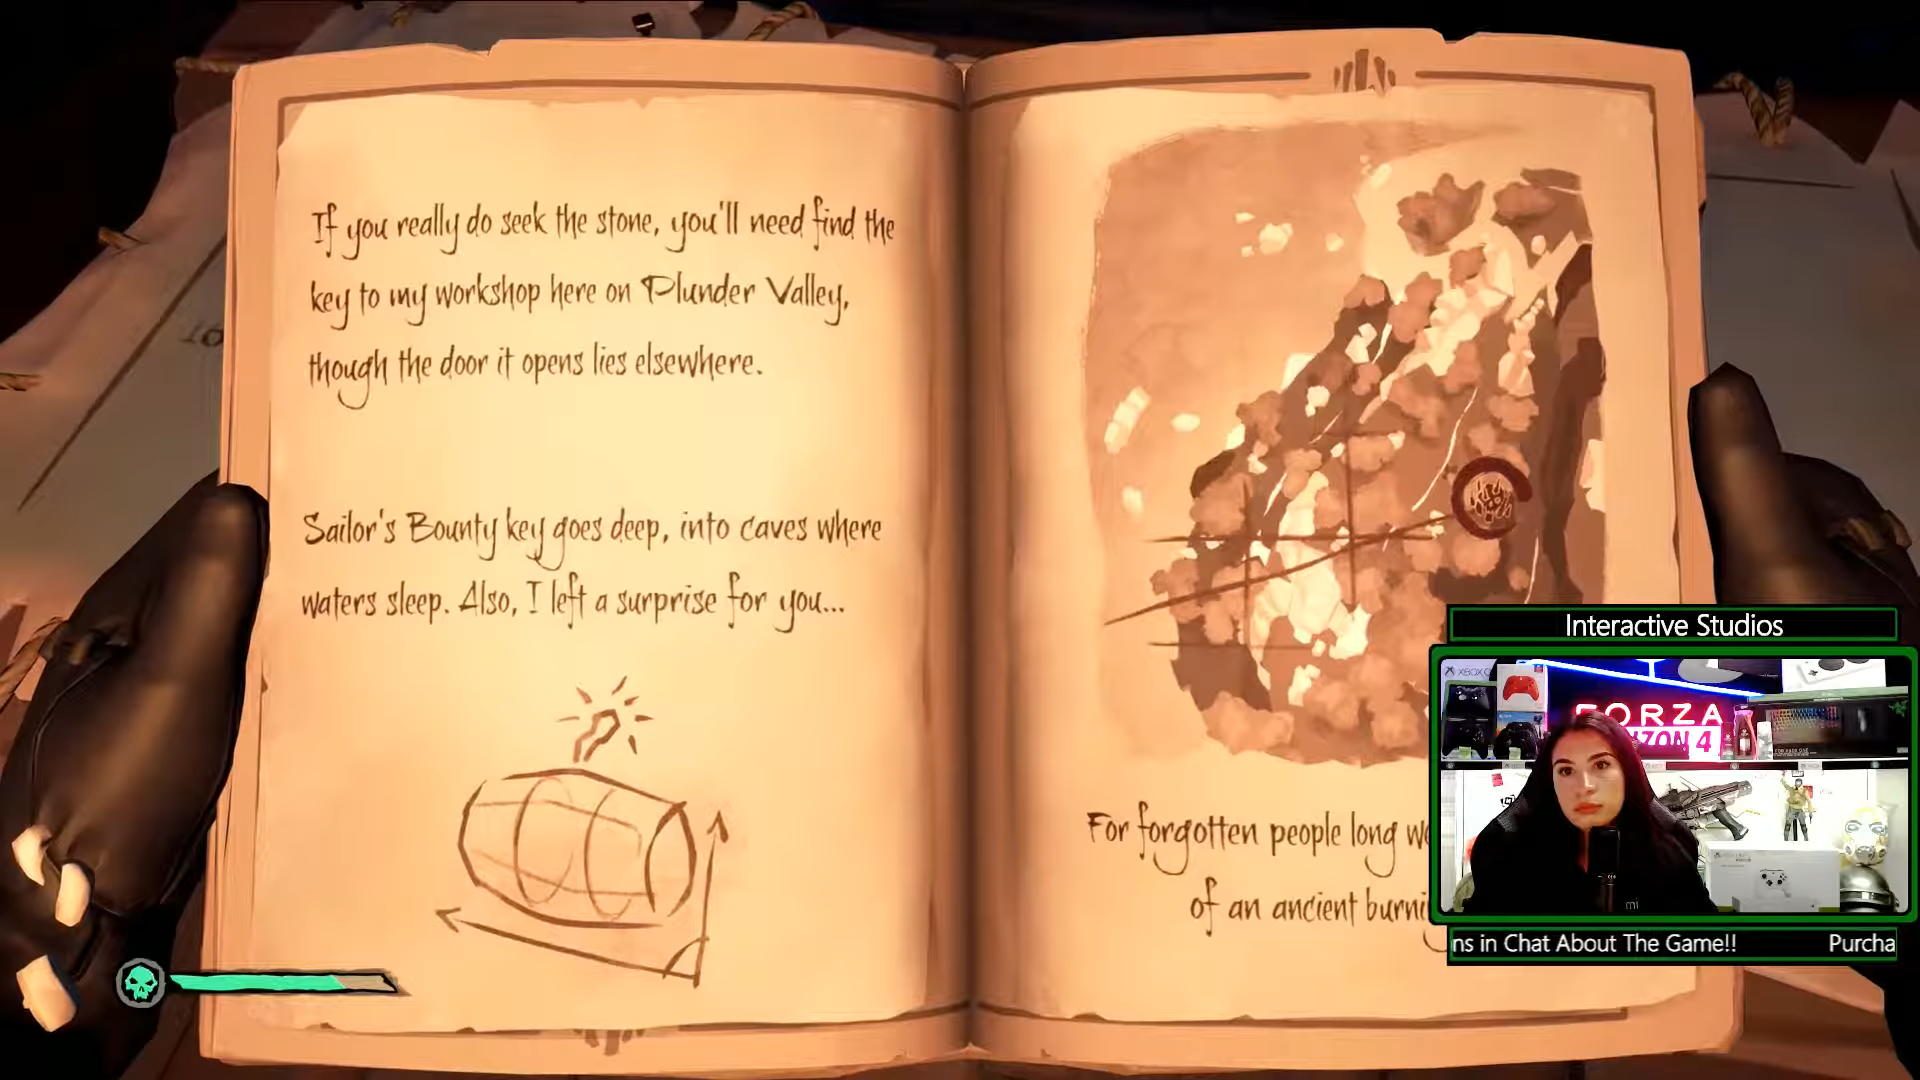 If you really do seek the stone, you'll need find the
key to my workshop here on Plunder Valley,
though the door it opens lies elsewhere.
Sailor's Bounty key goes deep, into caves where
waters sleep. Also, I left a surprise for you...
For forgotten people long
of an ancient
Interactive Studios
XBOX
FORZA
4
ns in Chat About The Game!! Purcha